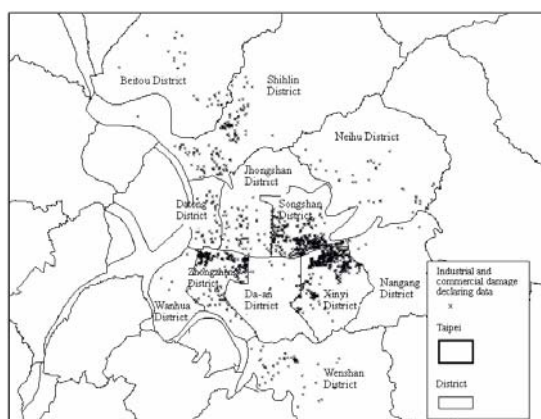 Beitou District
Shihlin
District
Neihu District
Jhongshan
District
Datong
District
Songshan
District
Zhongzheng
District
Da-an
District
Xinyi
District
Nangang
District
Wanhua
District
Wenshan
District
Industrial and
commercial damage
declaring data
x
Taipei
District